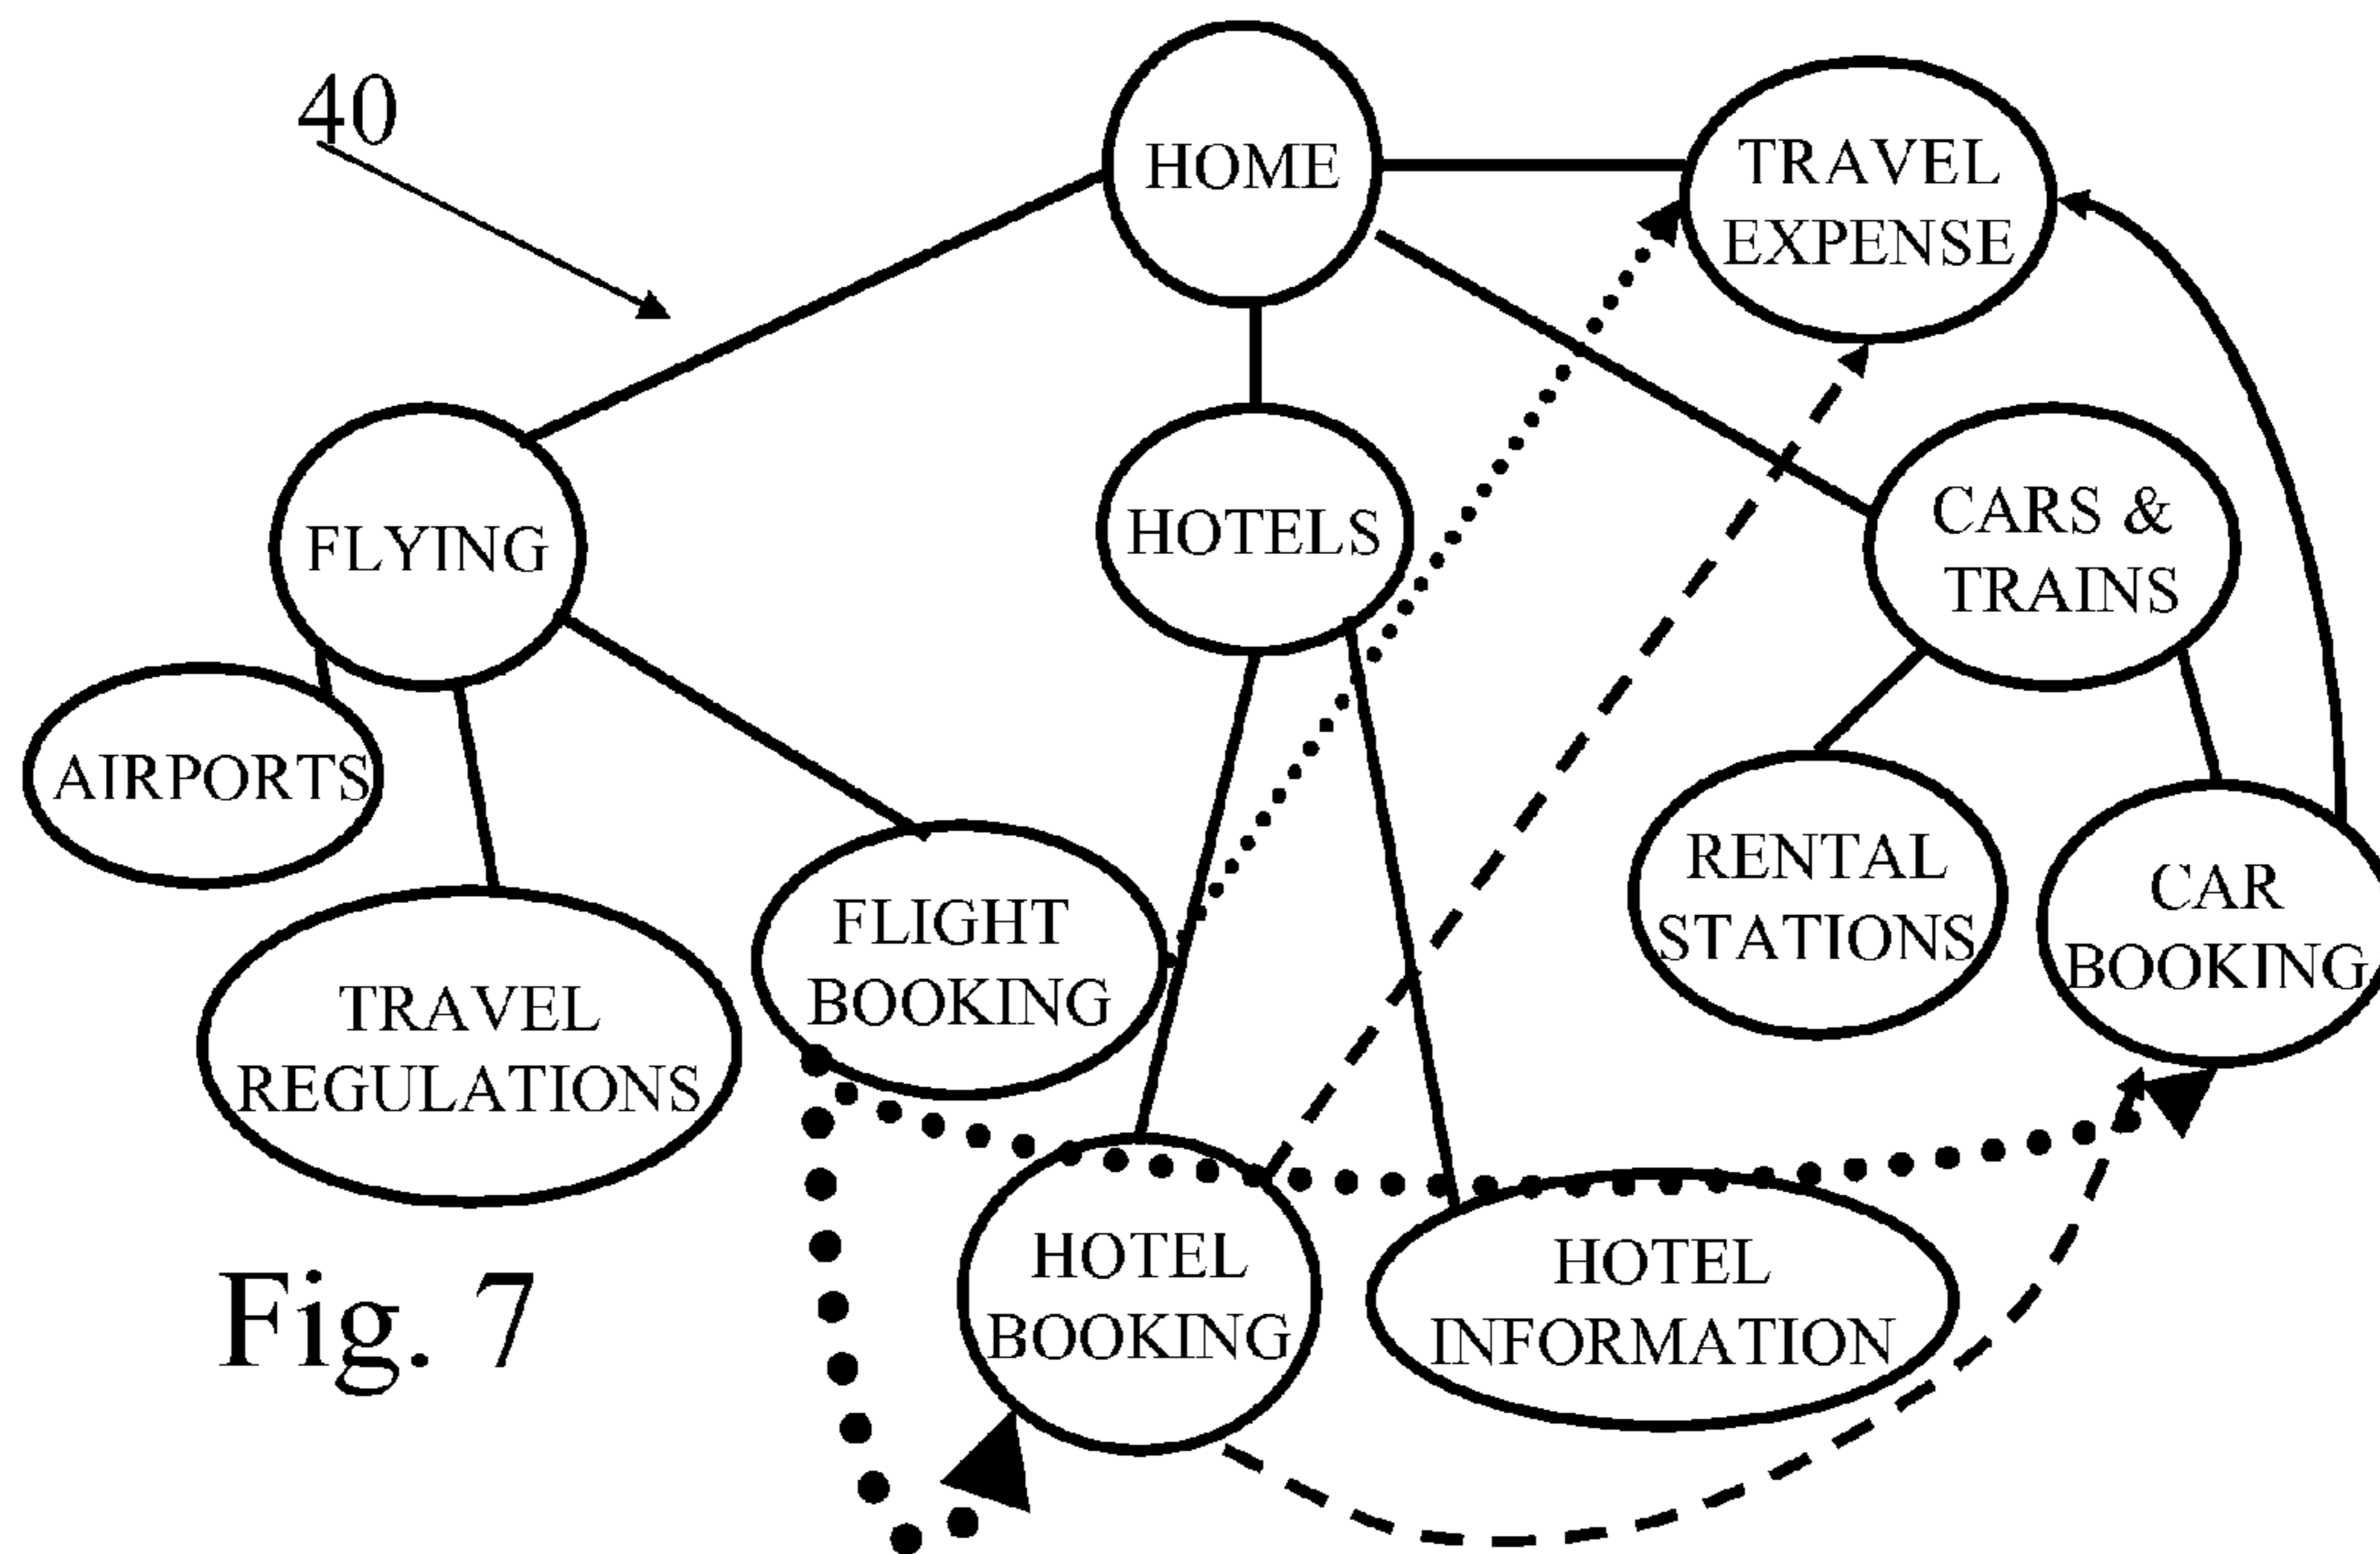 40
HOME
TRAVEL
EXPENSE
FLYING
HOTELS
CARS &
TRAINS
AIRPORTS
TRAVEL
REGULATIONS
FLIGHT
BOOKING
RENTAL
STATIONS
CAR
BOOKING
HOTEL
BOOKING
HOTEL
INFORMATION
Fig. 7